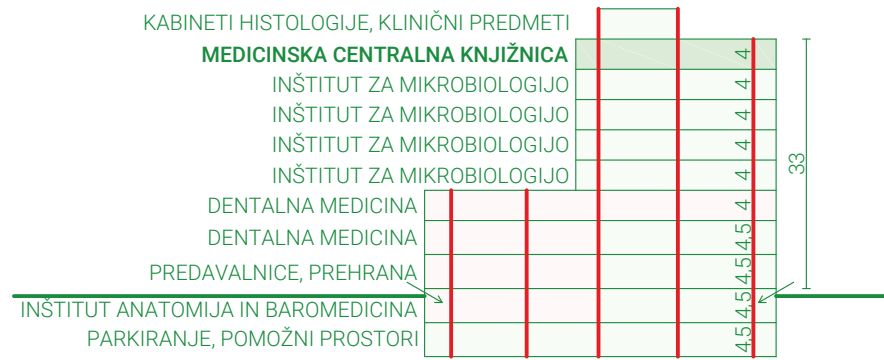 KABINETI HISTOLOGIJE, KLINIČNI PREDMETI
MEDICINSKA CENTRALNA KNJIŽNICA 4
INŠTITUT ZA MIKROBIOLOGIJO 4
INŠTITUT ZA MIKROBIOLOGIJO 4
INŠTITUT ZA MIKROBIOLOGIJO 4
INŠTITUT ZA MIKROBIOLOGIJO 4
33
DENTALNA MEDICINA 4
DENTALNA MEDICINA 4,5
PREDAVALNICE, PREHRANA 4,5
INŠTITUT ANATOMIJA IN BAROMEDICINA 4,5
PARKIRANJE, POMOŽNI PROSTORI 4,5